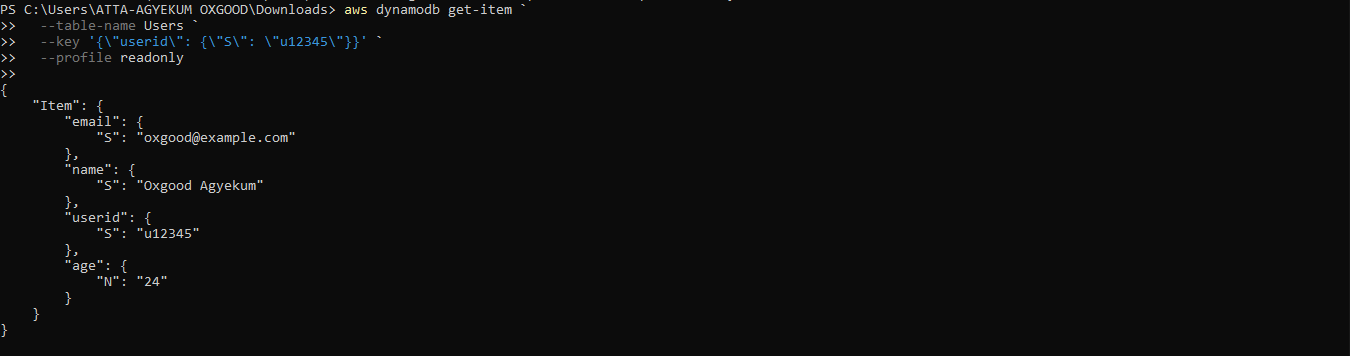 PS C:\Users\ATTA-AGYEKUM OXGOOD\Downloads> aws dynamodb get-item `
>>   --table-name Users `
>>   --key '{\"userid\": {\"S\": \"u12345\"}}' `
>>   --profile readonly
>>
{
    "Item": {
        "email": {
            "S": "oxgood@example.com"
        },
        "name": {
            "S": "Oxgood Agyekum"
        },
        "userid": {
            "S": "u12345"
        },
        "age": {
            "N": "24"
        }
    }
}